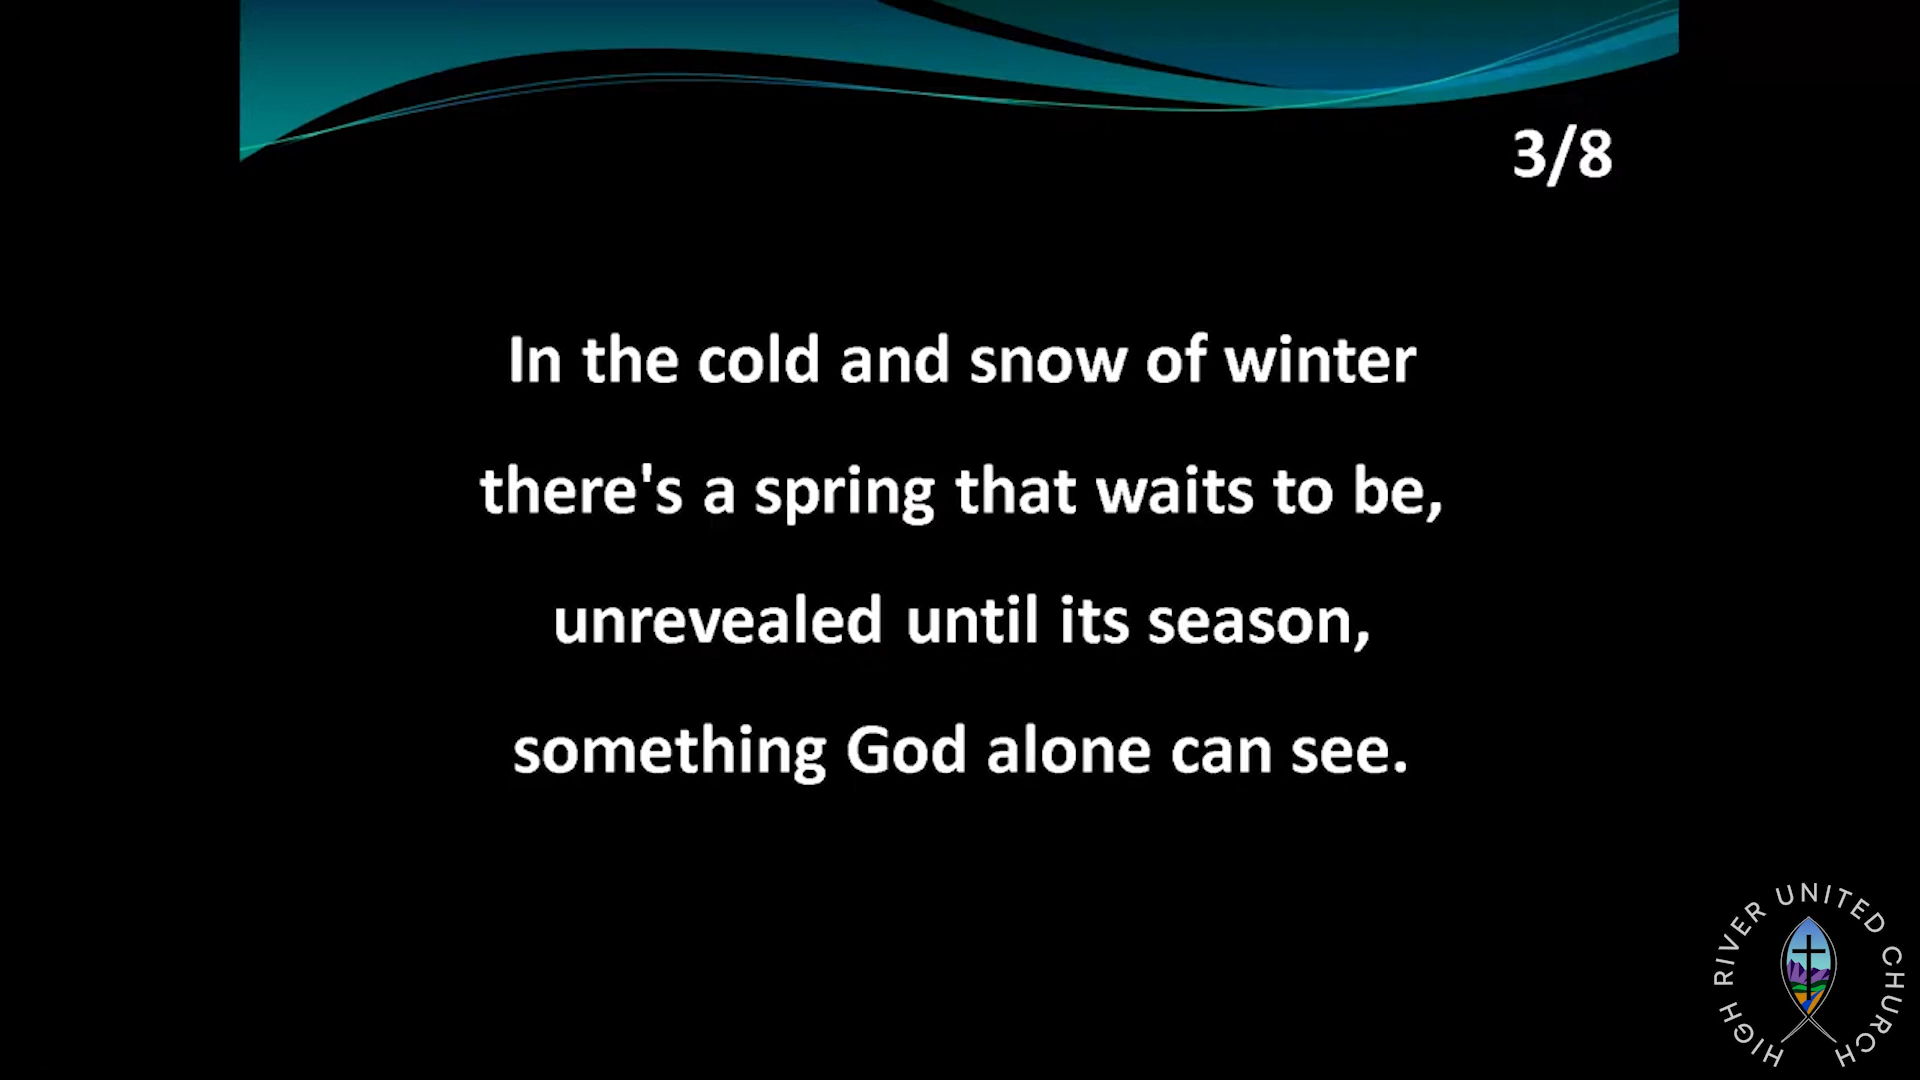 3/8
In the cold and snow of winter
there's a spring that waits to be,
unrevealed until its season,
something God alone can see.
HIGH RIVER UNITED CHURCH